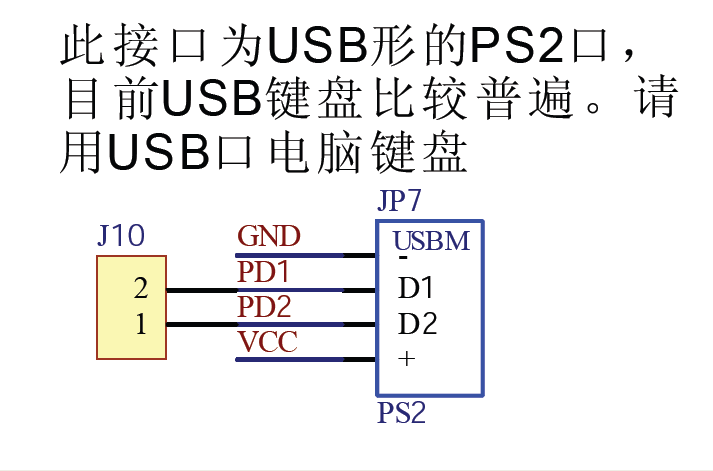 此接口为USB形的PS2口，
目前USB键盘比较普遍。请
用USB口电脑键盘
JP7
J10
GND
USBM
-
PD1
2
D1
PD2
1
D2
VCC
+
PS2